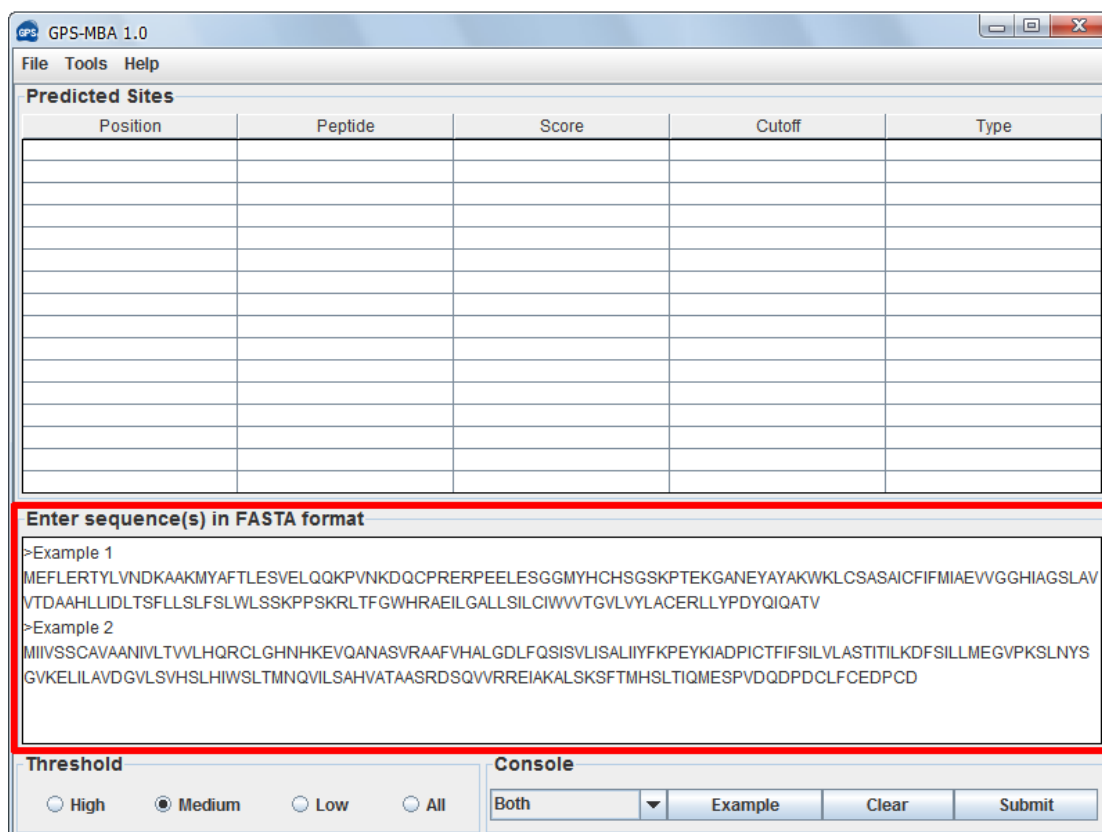 GPS GPS-MBA 1.0
File Tools Help
Predicted Sites
Position Peptide Score Cutoff Type
Enter sequence(s) in FASTA format
>Example 1
MEFLERTYLVNDKAAKMYAFTLESVELQQKPVNKDQCPRERPEELESGGMYHCHSGSKPTEKGANEYAYAKWKLCSASAICFIFMIAEVVGGHIAGSLAV
VTDAAHLLIDLTSFLLSLFSLWLSSKPPSKRLTFGWHRAEILGALLSILCIWVVTGVLVYLACERLLYPDYQIQATV
>Example 2
MIIVSSCAVAANIVLTVVLHQRCLGHNHKEVQANASVRAAFVHALGDLFQSISVLISALIIYFKPEYKIADPICTFIFSILVLASTITILKDFSILLMEGVPKSLNYS
GVKELILAVDGVLSVHSLHIWSLTMNQVILSAHVATAASRDSQVVRREIAKALSKSFTMHSLTIQMESPVDQDPDCLFCEDPCD
Threshold Console
High Medium Low All Both Example Clear Submit